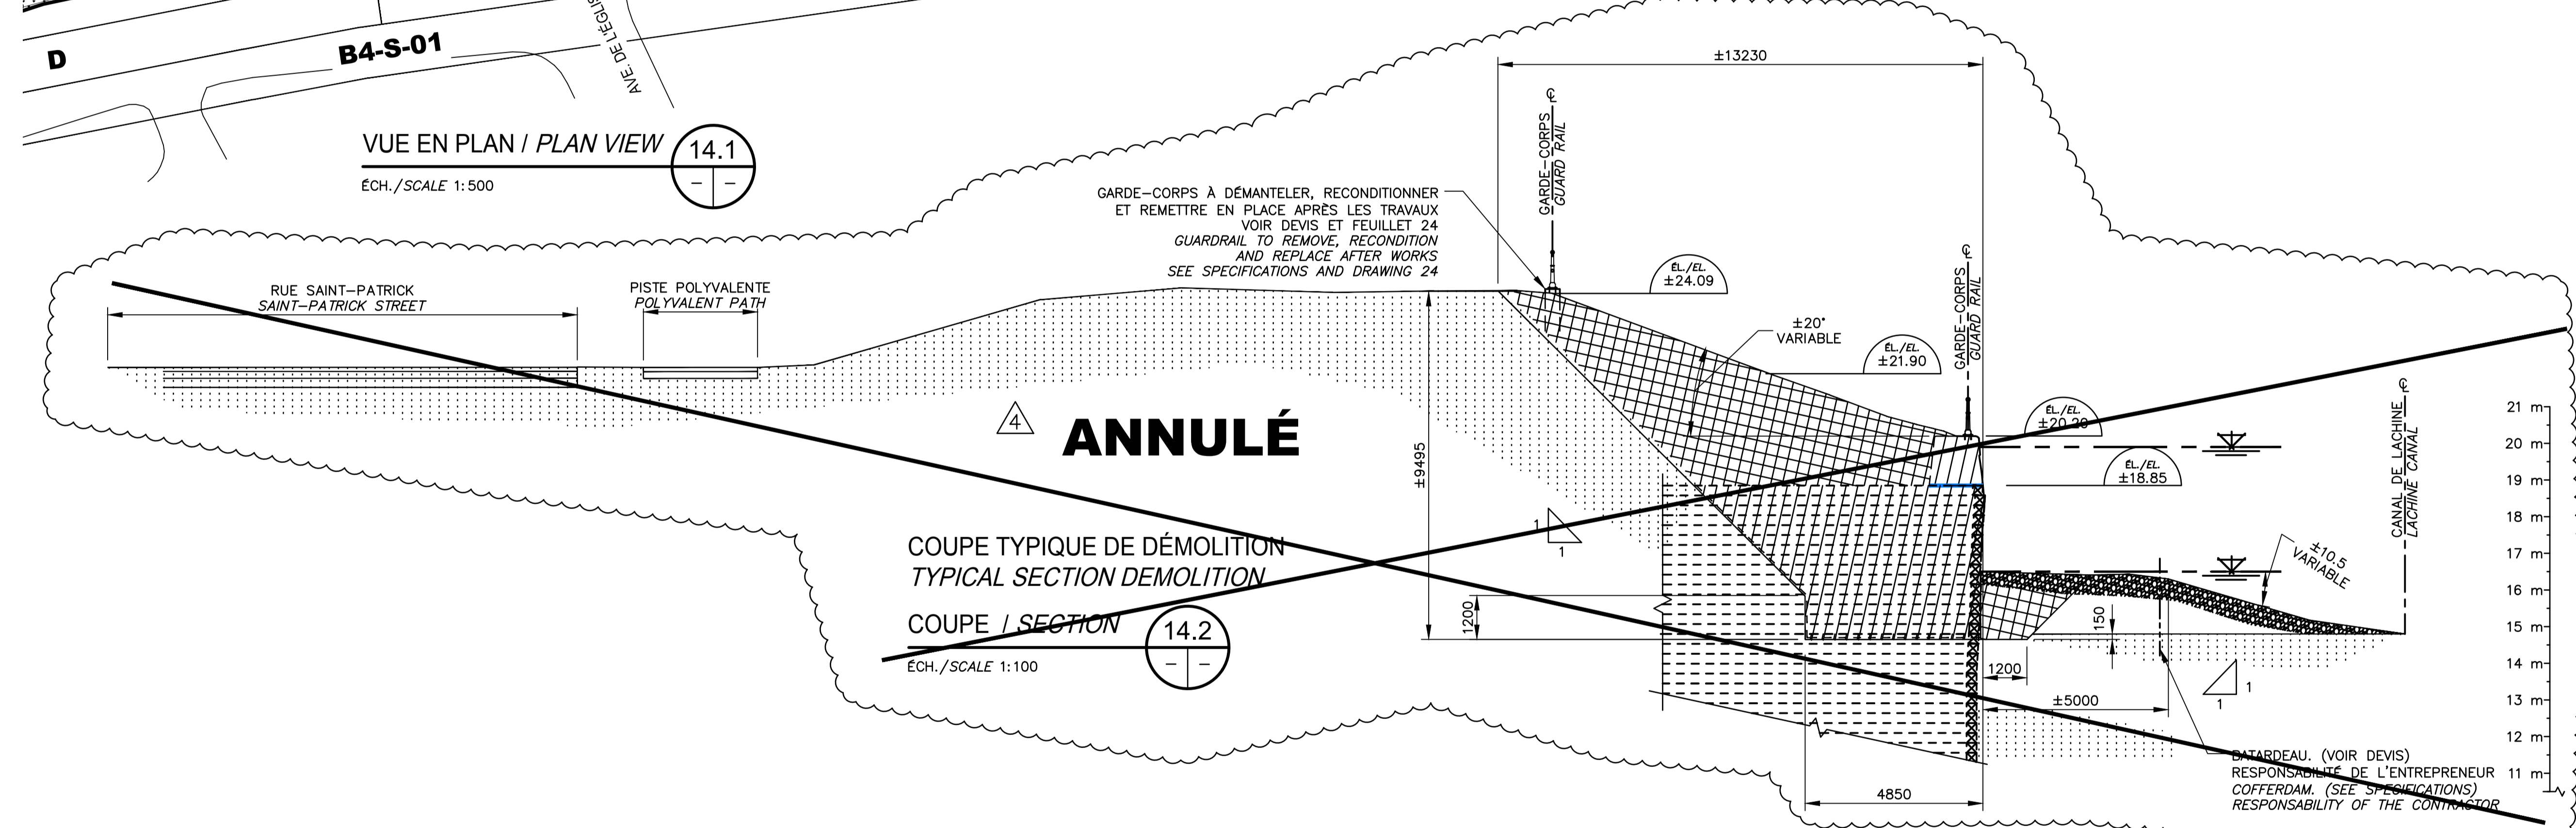 D
B4-S-01
AVE. DE L'ÉGLIS
VUE EN PLAN / PLAN VIEW
14.1
– –
ÉCH./SCALE 1:500
±13230
GARDE-CORPS
GUARD RAIL
GARDE-CORPS À DÉMANTELER, RECONDITIONNER
ET REMETTRE EN PLACE APRÈS LES TRAVAUX
VOIR DEVIS ET FEUILLET 24
GUARDRAIL TO REMOVE, RECONDITION
AND REPLACE AFTER WORKS
SEE SPECIFICATIONS AND DRAWING 24
ÉL./EL.
±24.09
RUE SAINT-PATRICK
SAINT-PATRICK STREET
PISTE POLYVALENTE
POLYVALENT PATH
±20°
VARIABLE
ÉL./EL.
±21.90
GARDE-CORPS
GUARD RAIL
4
ANNULÉ
ÉL./EL.
±20.20
ÉL./EL.
±18.85
±9495
CANAL DE LACHINE
LACHINE CANAL
21 m
20 m
19 m
18 m
17 m
16 m
15 m
14 m
13 m
12 m
11 m
1
1
COUPE TYPIQUE DE DÉMOLITION
TYPICAL SECTION DEMOLITION
COUPE / SECTION
14.2
– –
ÉCH./SCALE 1:100
1200
±10.5
VARIABLE
150
1200
1
1
±5000
4850
BATARDEAU. (VOIR DEVIS)
RESPONSABILITÉ DE L'ENTREPRENEUR
COFFERDAM. (SEE SPECIFICATIONS)
RESPONSABILITY OF THE CONTRACTOR